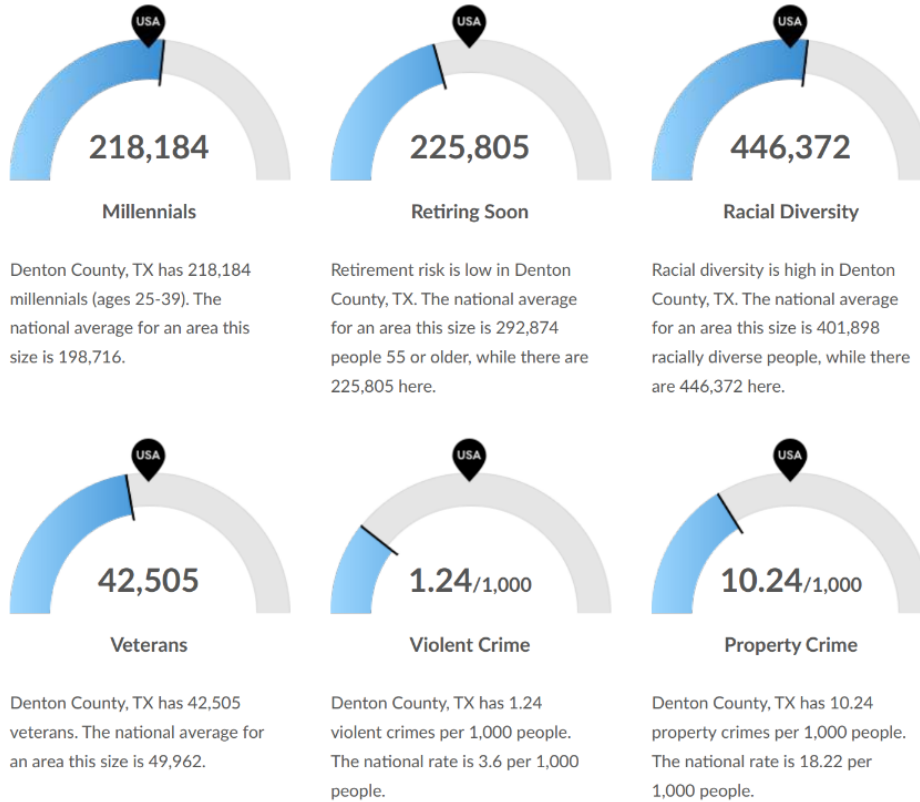 USA
218,184
Millennials
Denton County, TX has 218,184
millennials (ages 25-39). The
national average for an area this
size is 198,716.
USA
225,805
Retiring Soon
Retirement risk is low in Denton
County, TX. The national average
for an area this size is 292,874
people 55 or older, while there are
225,805 here.
USA
446,372
Racial Diversity
Racial diversity is high in Denton
County, TX. The national average
for an area this size is 401,898
racially diverse people, while there
are 446,372 here.
USA
42,505
Veterans
Denton County, TX has 42,505
veterans. The national average for
an area this size is 49,962.
USA
1.24/1,000
Violent Crime
Denton County, TX has 1.24
violent crimes per 1,000 people.
The national rate is 3.6 per 1,000
people.
USA
10.24/1,000
Property Crime
Denton County, TX has 10.24
property crimes per 1,000 people.
The national rate is 18.22 per
1,000 people.